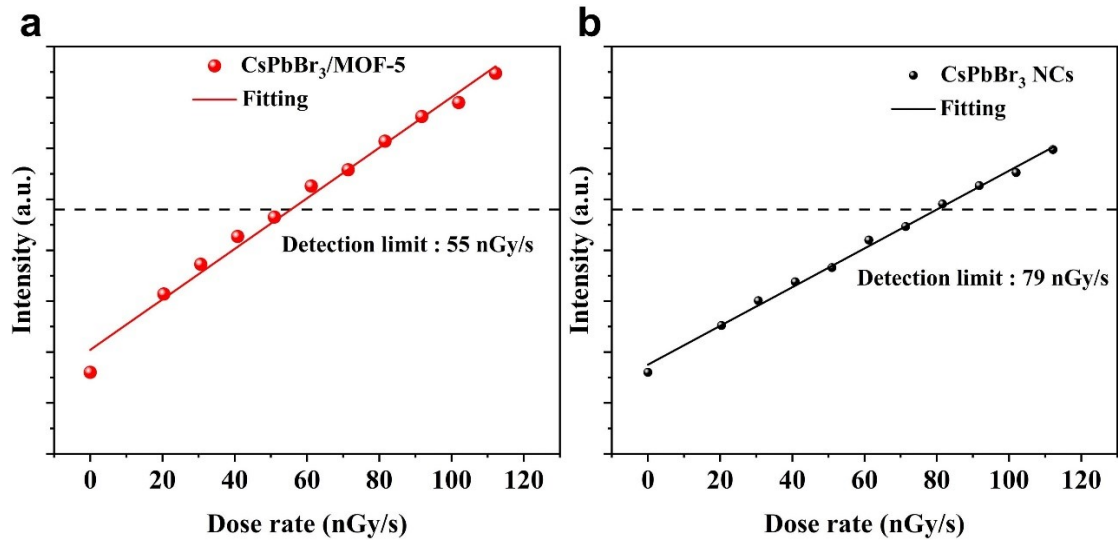 a
CsPbBr₃/MOF-5
Fitting
Detection limit : 55 nGy/s
Intensity (a.u.)
0 20 40 60 80 100 120
Dose rate (nGy/s)
b
CsPbBr₃ NCs
Fitting
Detection limit : 79 nGy/s
Intensity (a.u.)
0 20 40 60 80 100 120
Dose rate (nGy/s)